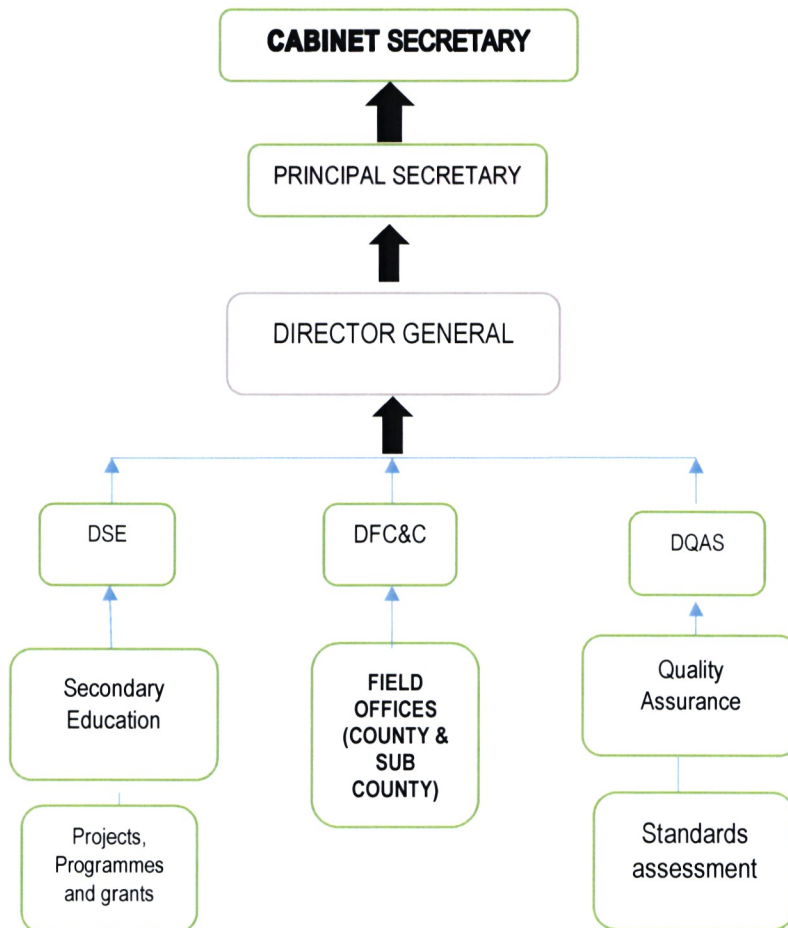 CABINET SECRETARY
PRINCIPAL SECRETARY
DIRECTOR GENERAL
DSE
DFC&C
DQAS
Secondary
Education
FIELD
OFFICES
(COUNTY &
SUB
COUNTY)
Quality
Assurance
Projects,
Programmes
and grants
Standards
assessment